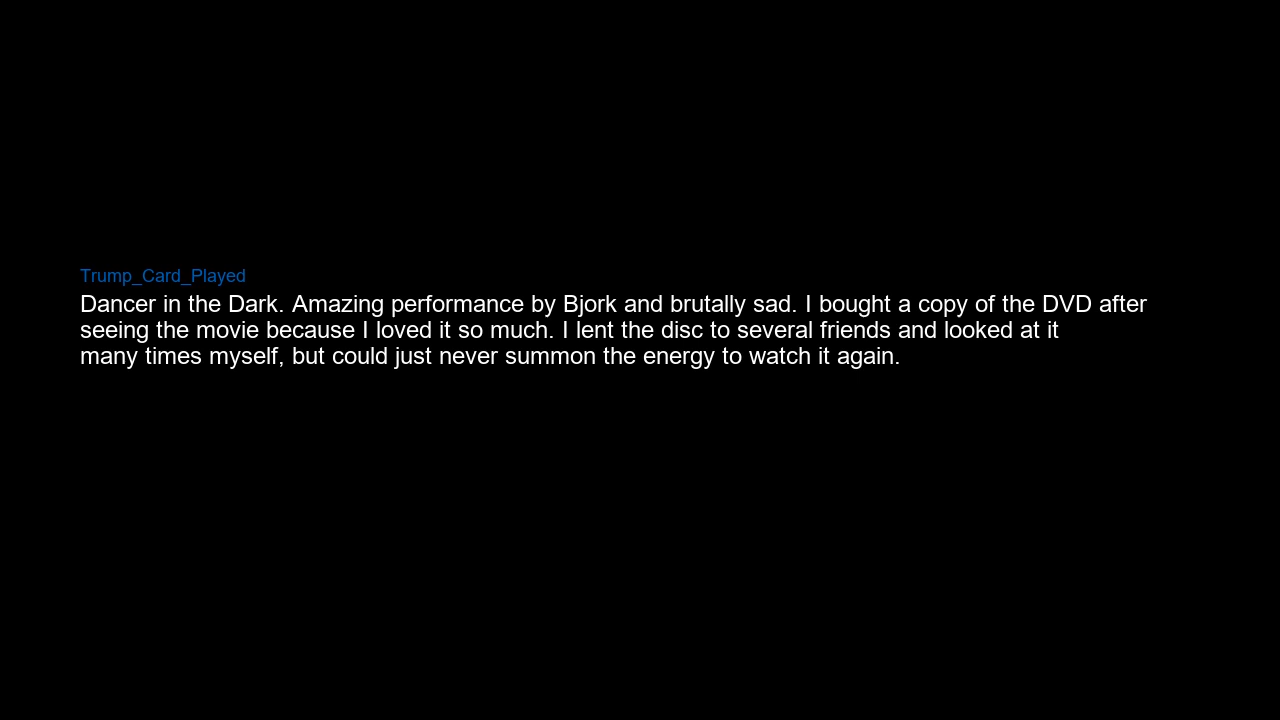 Trump_Card_Played
Dancer in the Dark. Amazing performance by Bjork and brutally sad. I bought a copy of the DVD after
seeing the movie because I loved it so much. I lent the disc to several friends and looked at it
many times myself, but could just never summon the energy to watch it again.